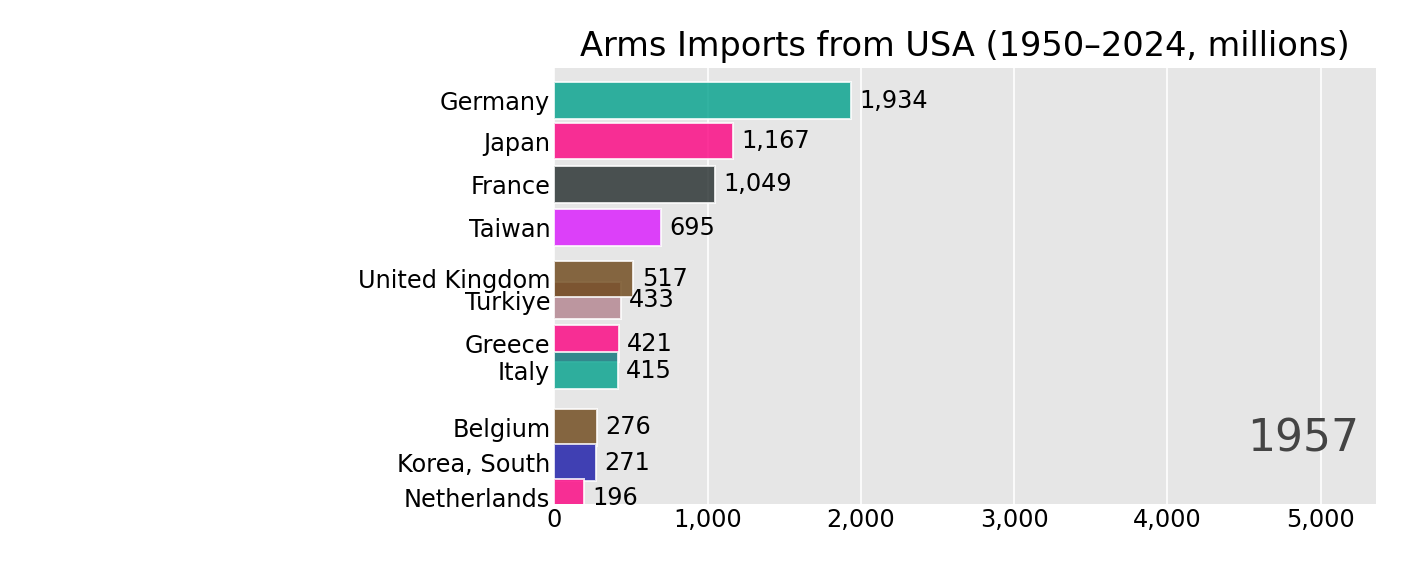 Arms Imports from USA (1950–2024, millions)
Germany 1,934
Japan 1,167
France 1,049
Taiwan 695
United Kingdom 517
Türkiye 433
Greece 421
Italy 415
Belgium 276
1957
Korea, South 271
Netherlands 196
0 1,000 2,000 3,000 4,000 5,000